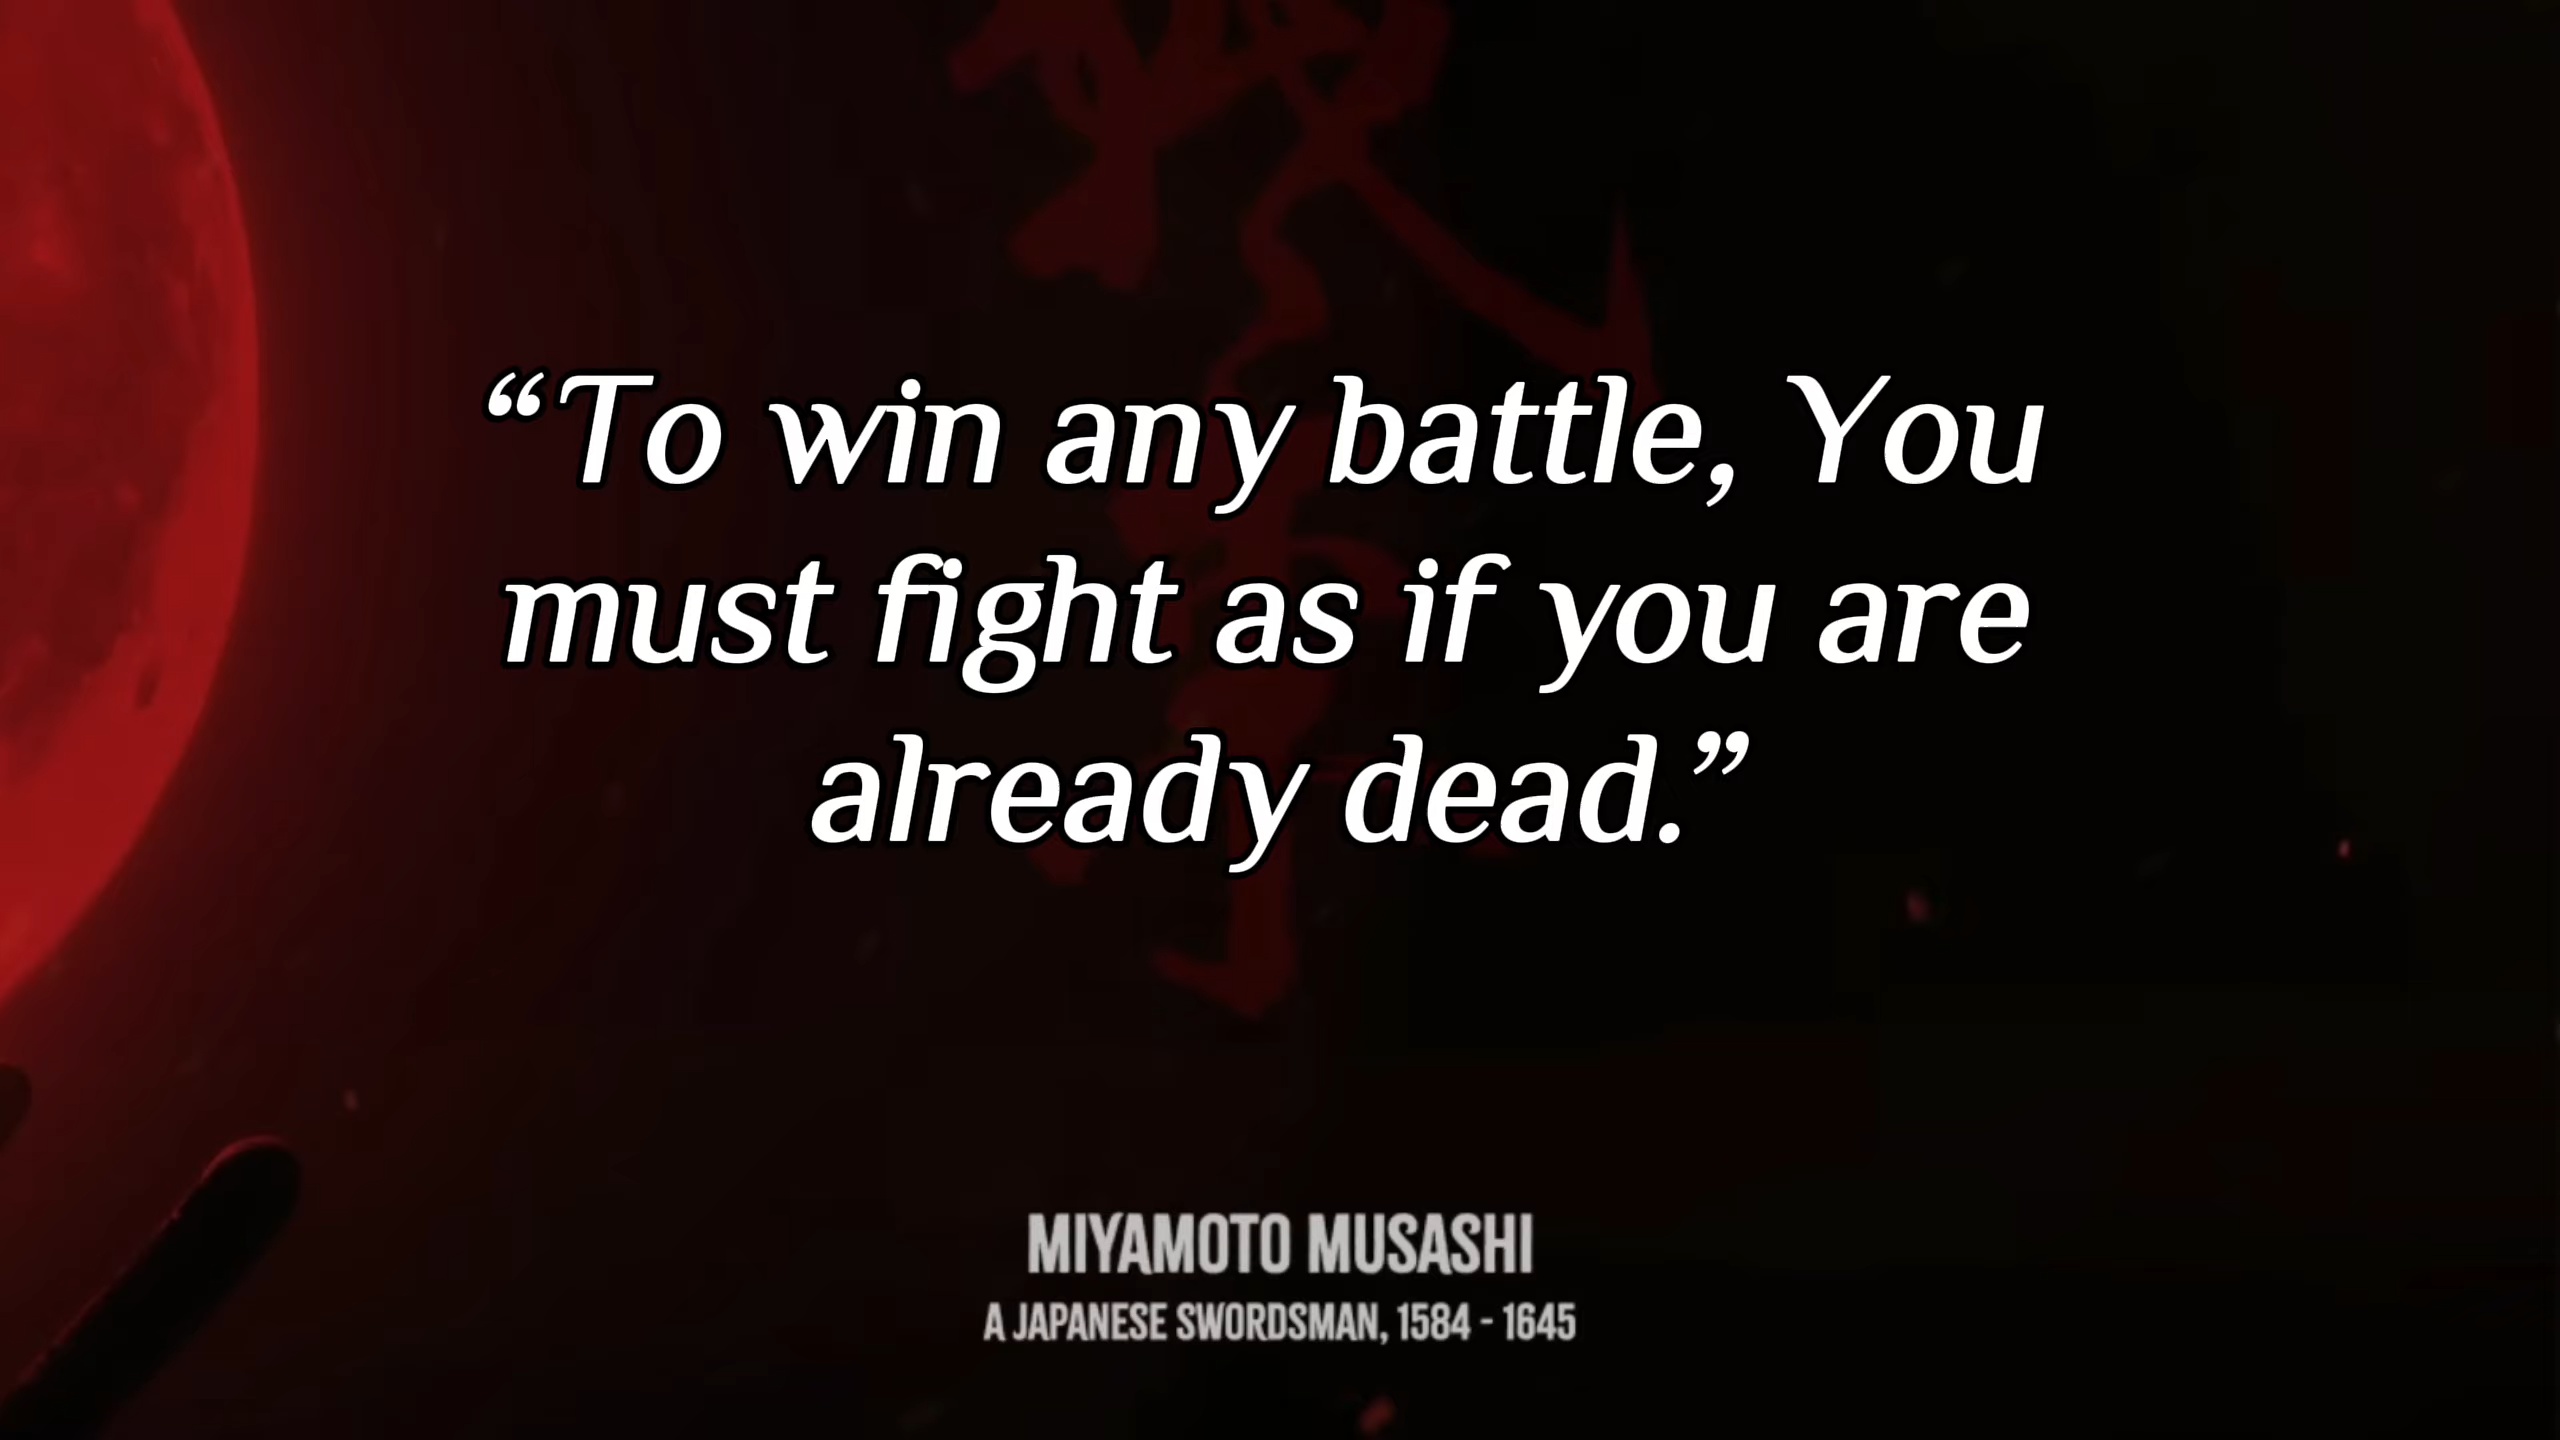 “To win any battle, You
must fight as if you are
already dead.”
MIYAMOTO MUSASHI
A JAPANESE SWORDSMAN, 1584 - 1645